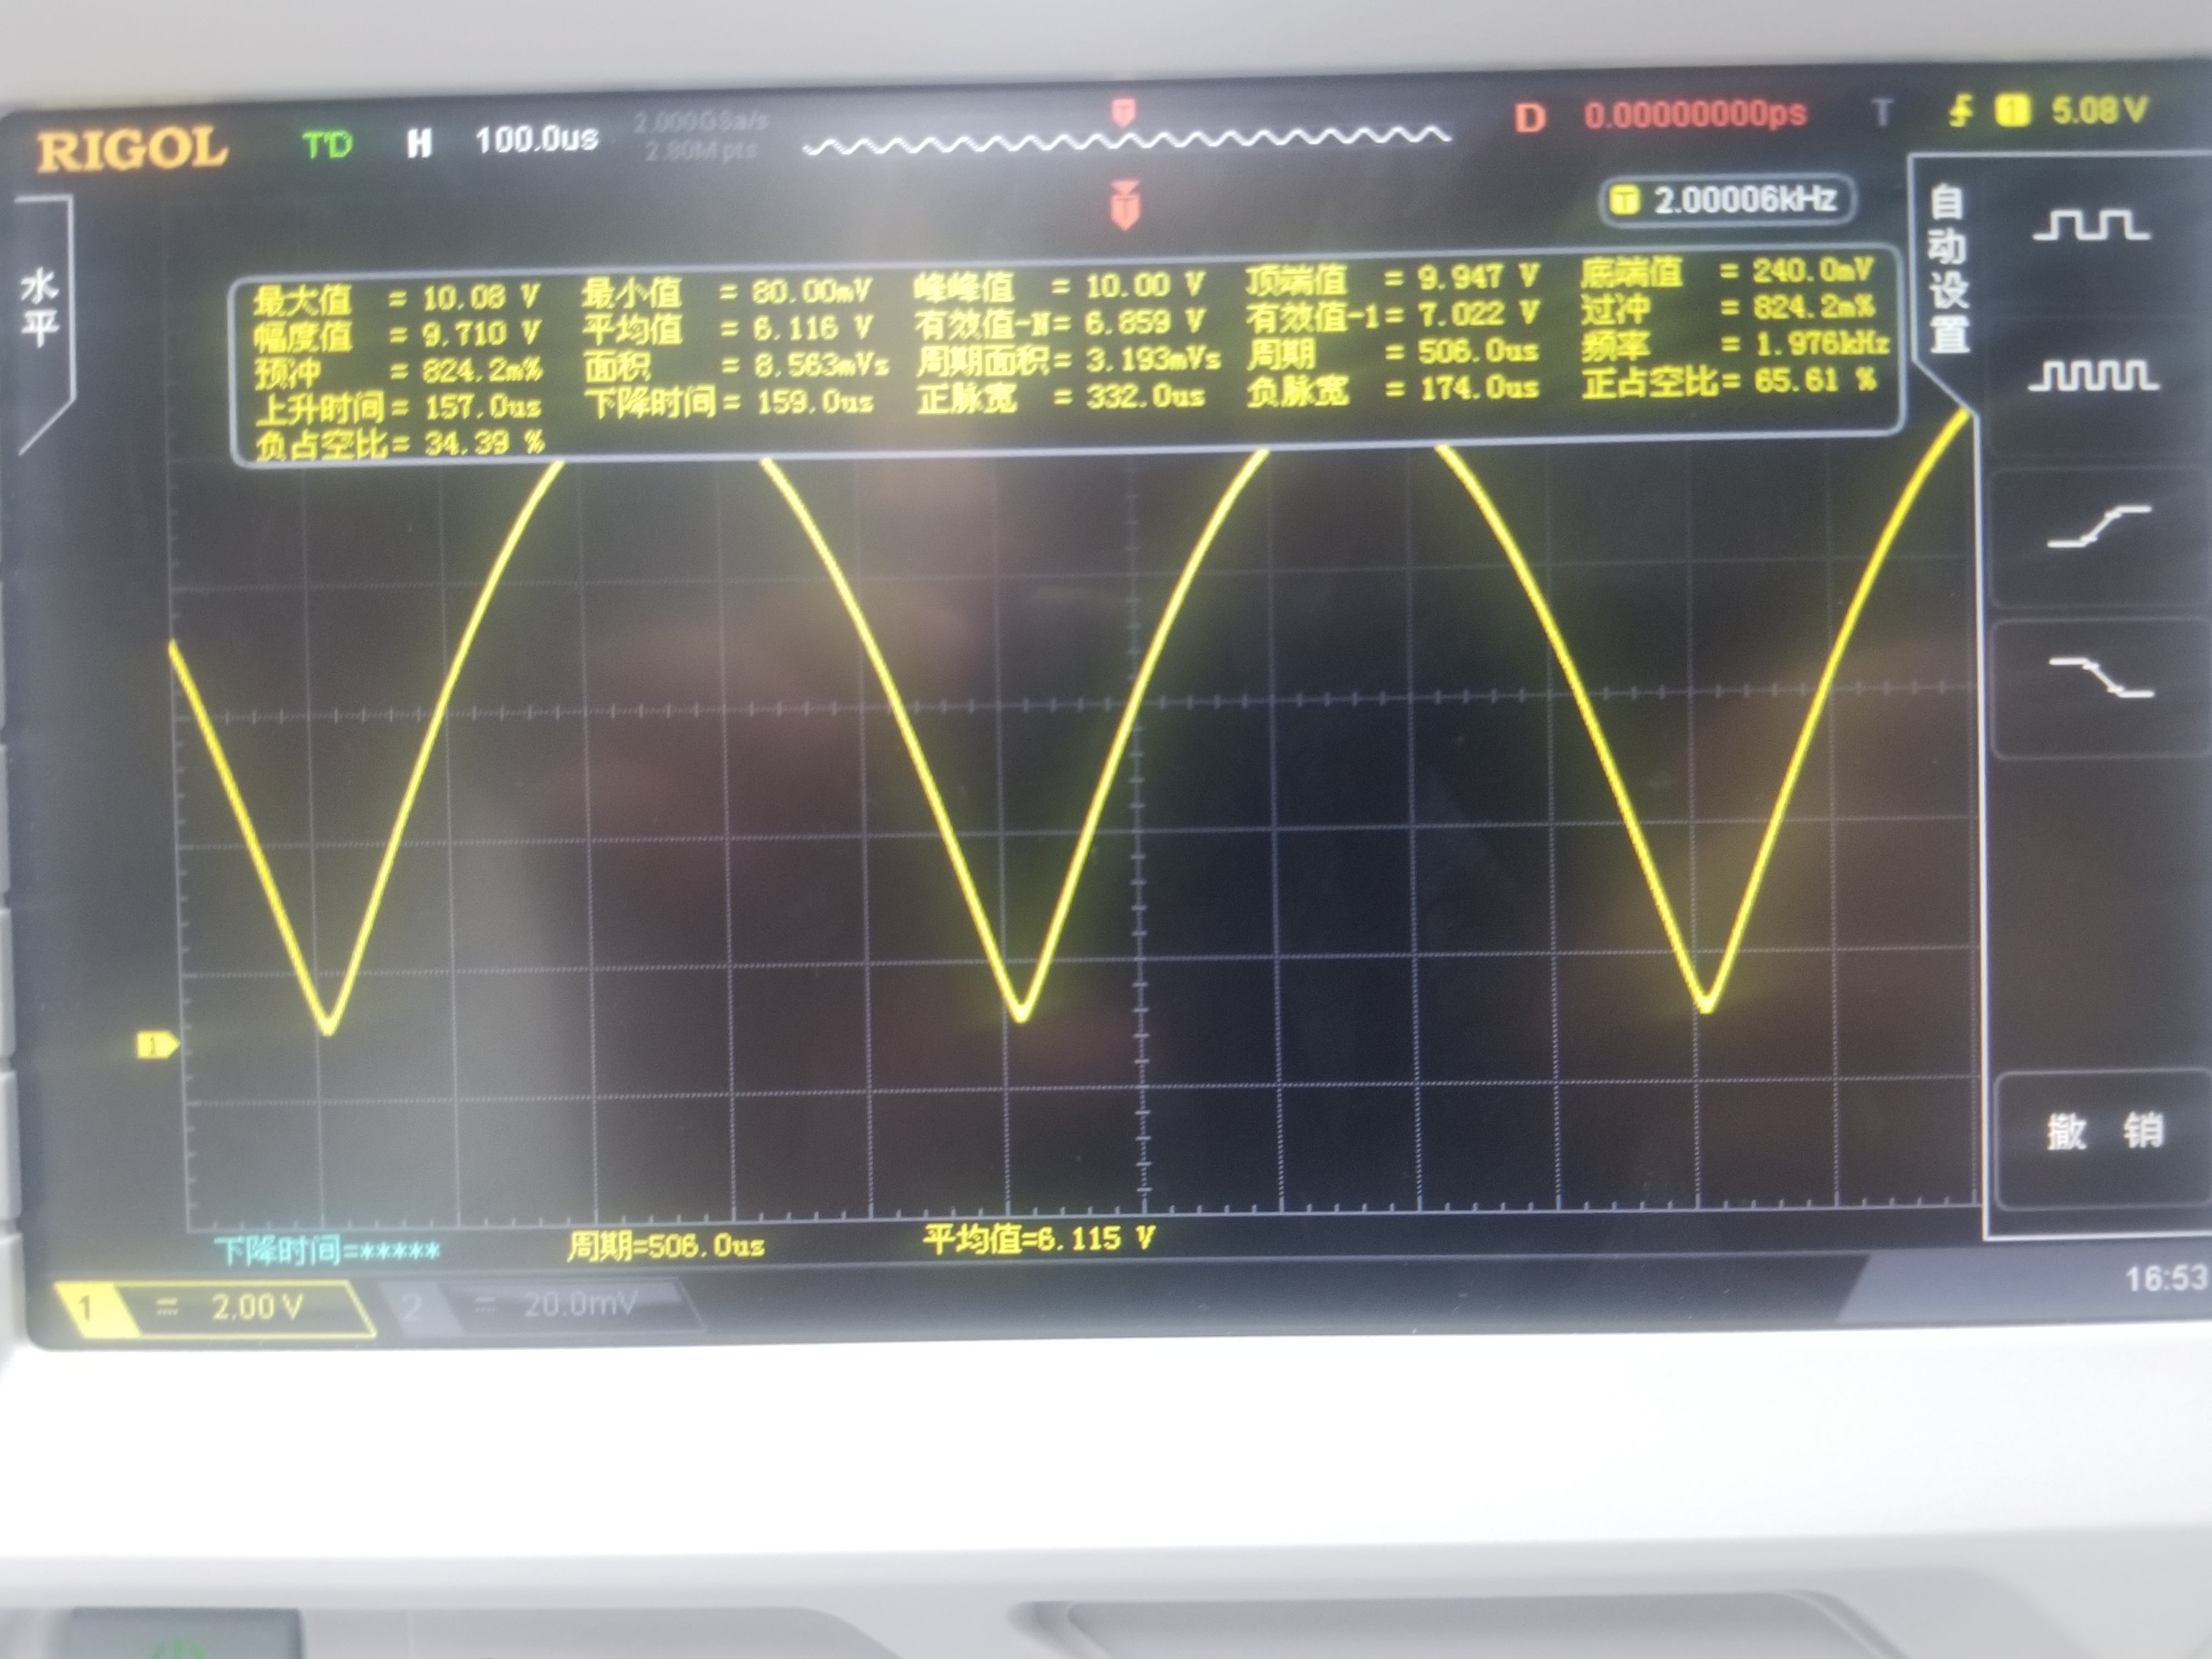 RIGOL T'D H 100.0us 2.000GSa/s 2.80Mpts D 0.00000000ps T 1 5.08V
T 2.00006kHz
水平
自动设置
最大值 = 10.08 V 最小值 = 80.00mV 峰峰值 = 10.00 V 顶端值 = 9.947 V 底端值 = 240.0mV
幅度值 = 9.710 V 平均值 = 6.116 V 有效值-N= 6.859 V 有效值-1= 7.022 V 过冲 = 824.2m%
预冲 = 824.2m% 面积 = 8.563mVs 周期面积= 3.193mVs 周期 = 506.0us 频率 = 1.976kHz
上升时间= 157.0us 下降时间= 159.0us 正脉宽 = 332.0us 负脉宽 = 174.0us 正占空比= 65.61 %
负占空比= 34.39 %
1
撤 销
下降时间=***** 周期=506.0us 平均值=6.115 V
1 2.00 V 2 20.0mV
16:53